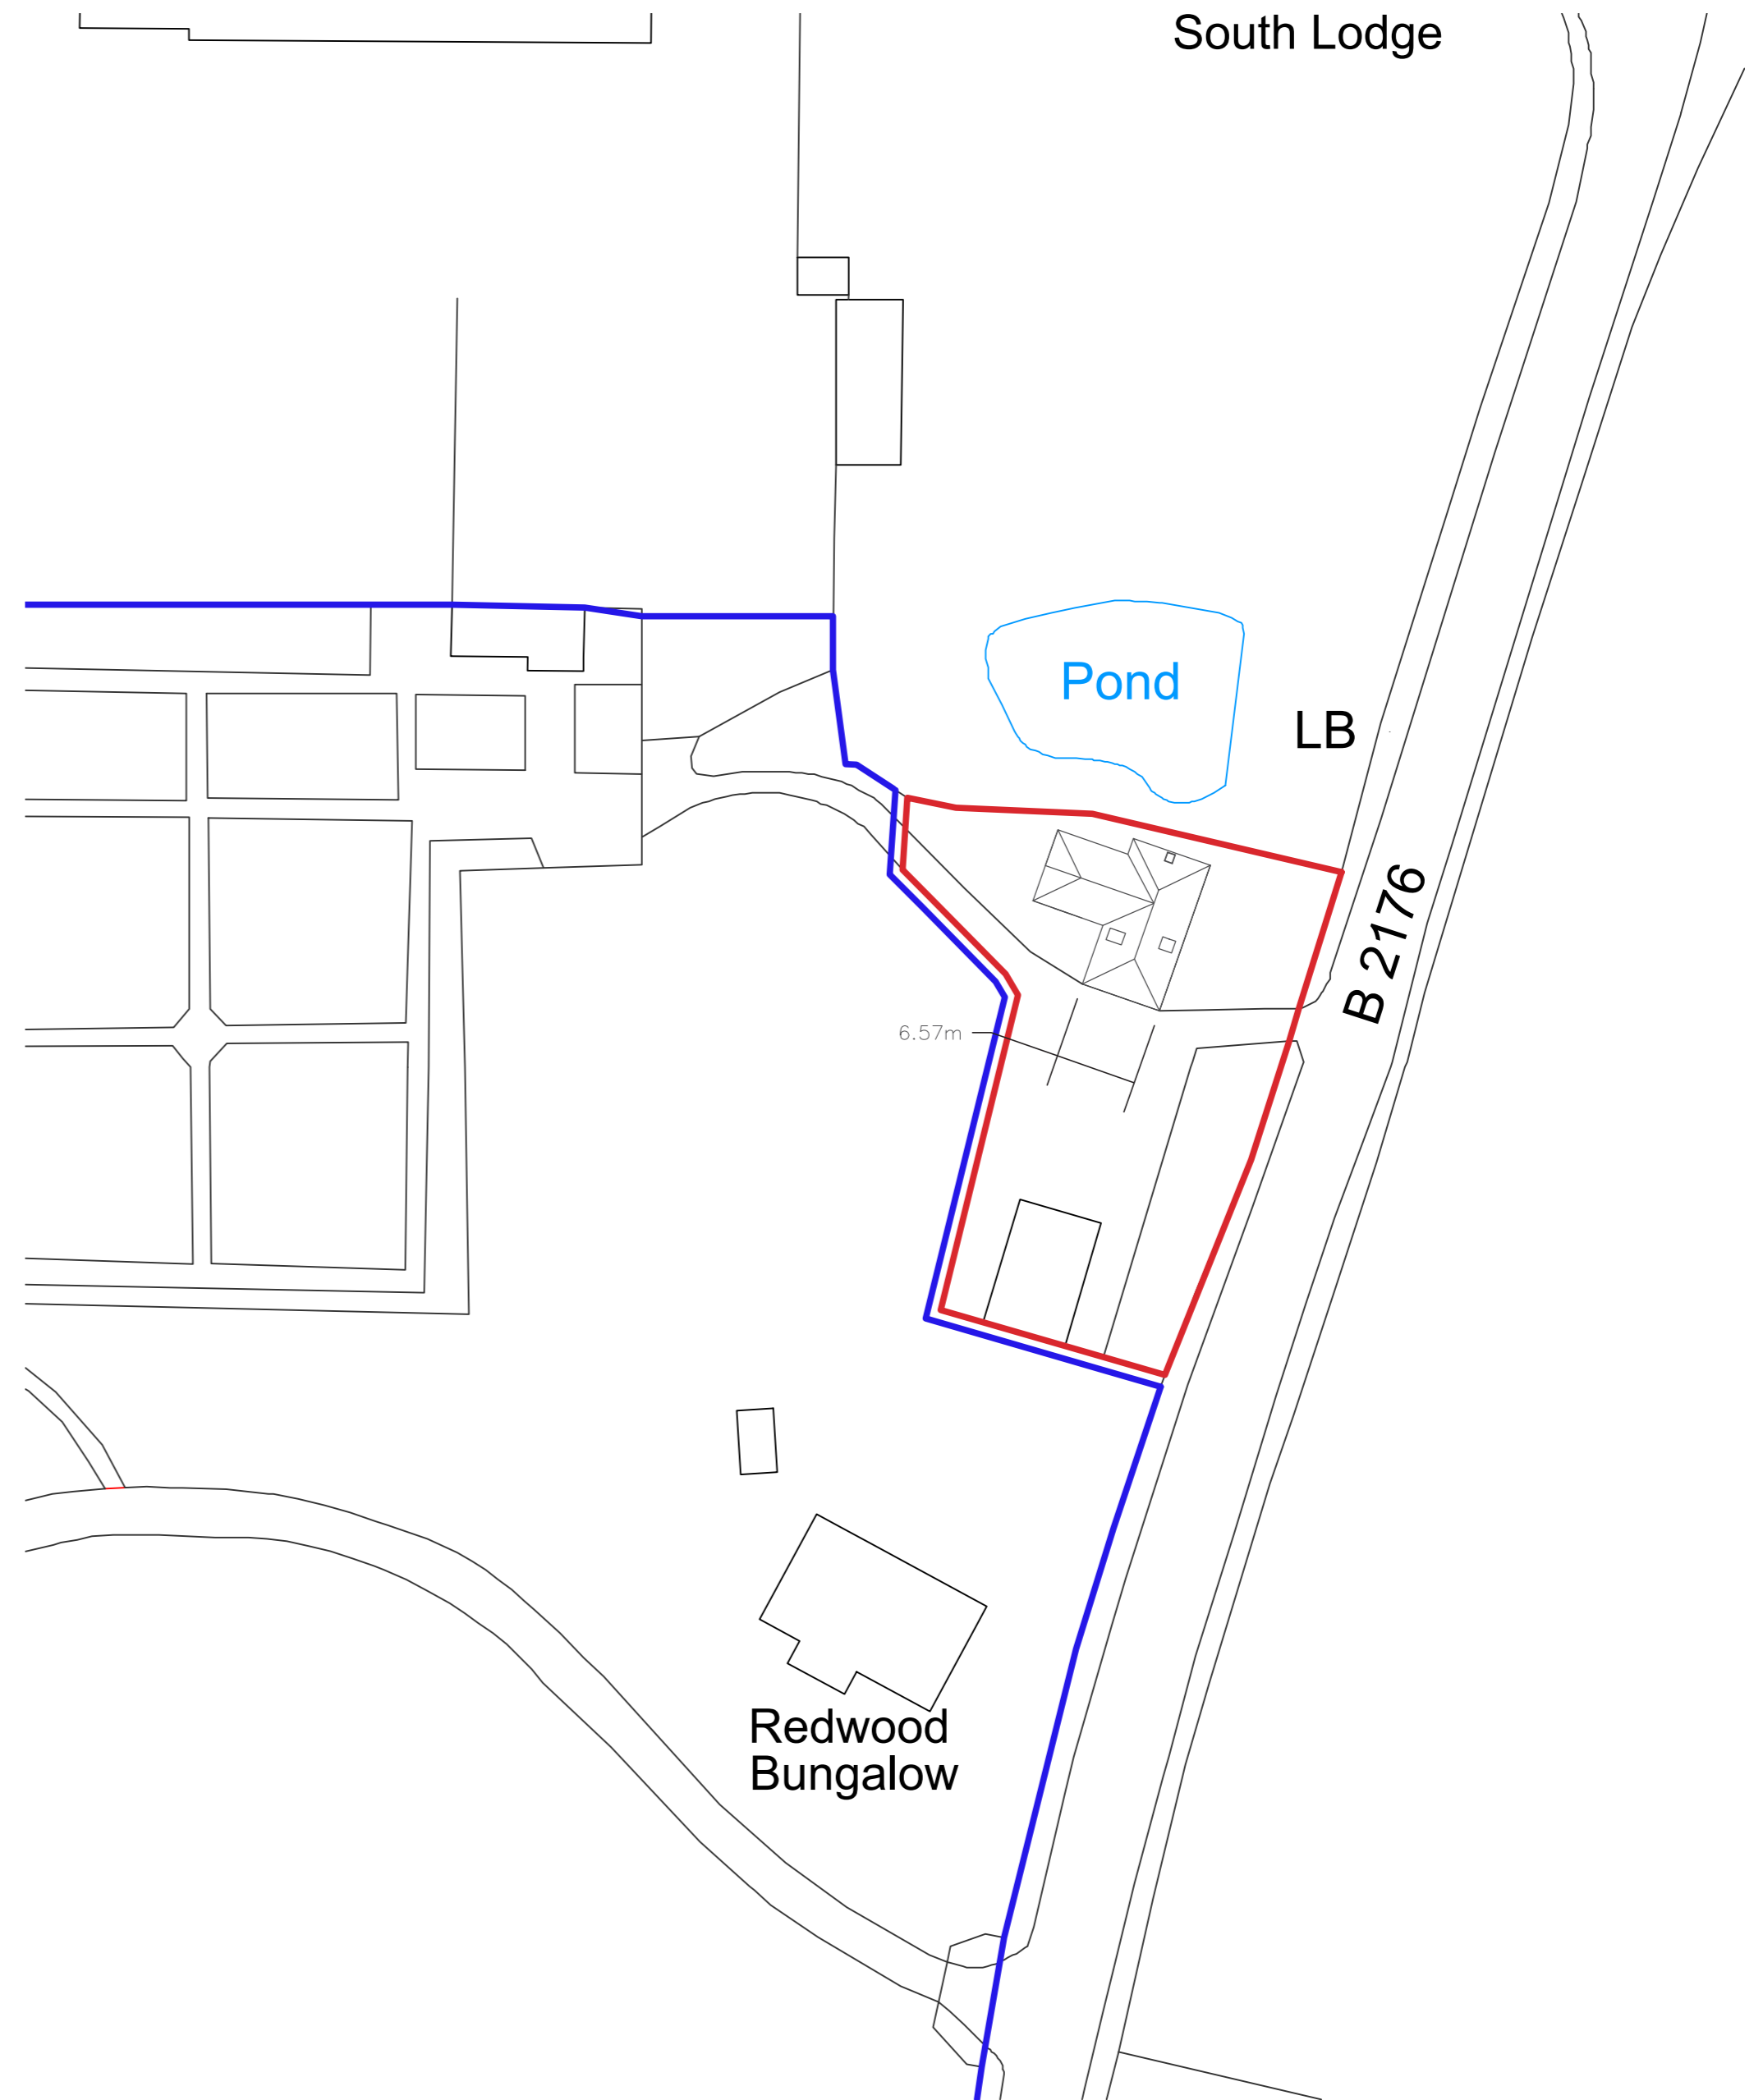 South Lodge
Pond
LB
B 2176
6.57m
Redwood
Bungalow